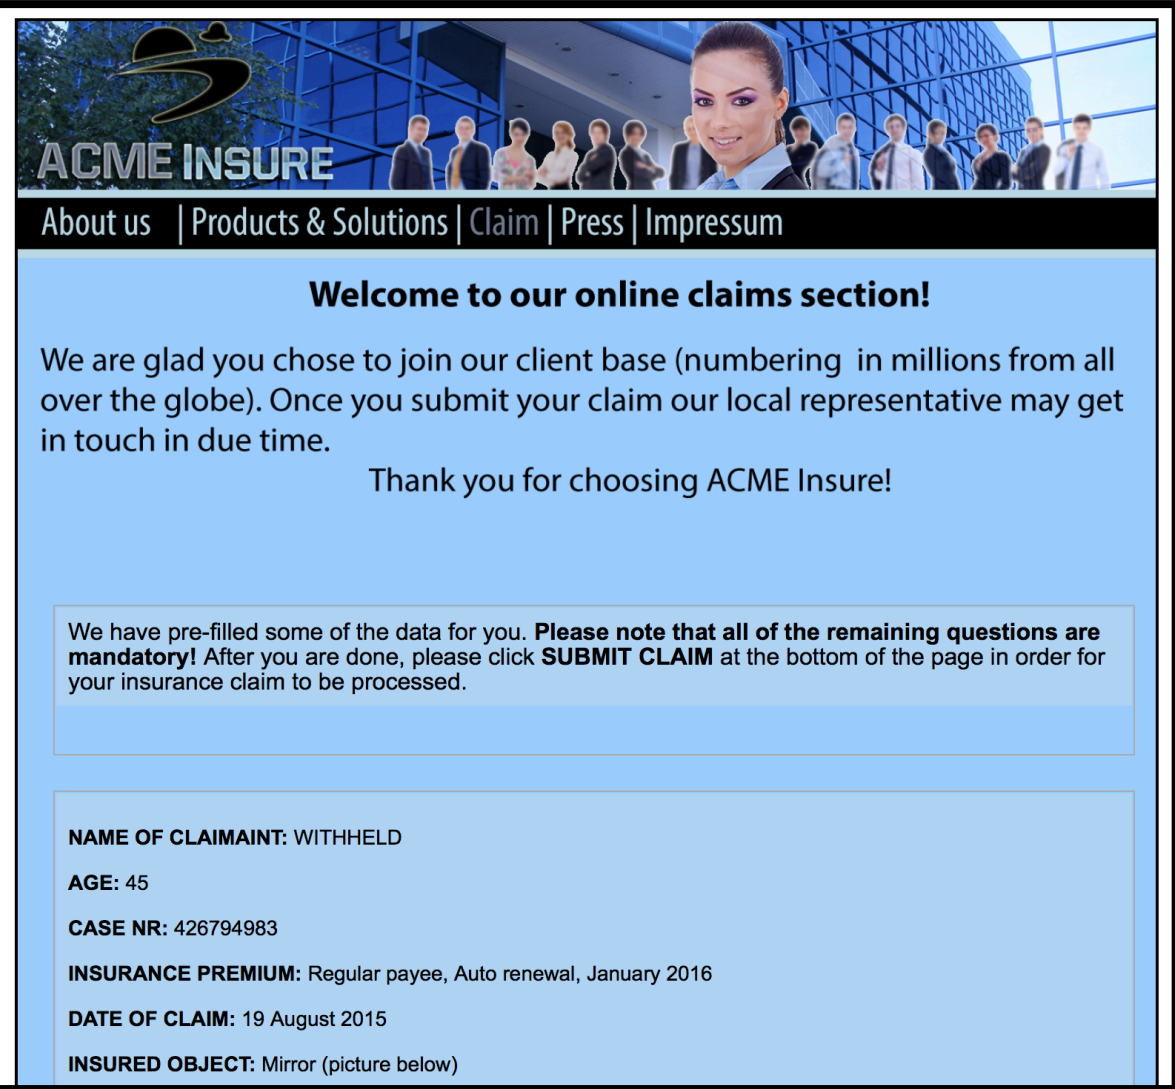 ACME INSURE
About us | Products & Solutions | Claim | Press | Impressum
Welcome to our online claims section!
We are glad you chose to join our client base (numbering  in millions from all
over the globe). Once you submit your claim our local representative may get
in touch in due time.
Thank you for choosing ACME Insure!
We have pre-filled some of the data for you. Please note that all of the remaining questions are
mandatory! After you are done, please click SUBMIT CLAIM at the bottom of the page in order for
your insurance claim to be processed.
NAME OF CLAIMAINT: WITHHELD
AGE: 45
CASE NR: 426794983
INSURANCE PREMIUM: Regular payee, Auto renewal, January 2016
DATE OF CLAIM: 19 August 2015
INSURED OBJECT: Mirror (picture below)